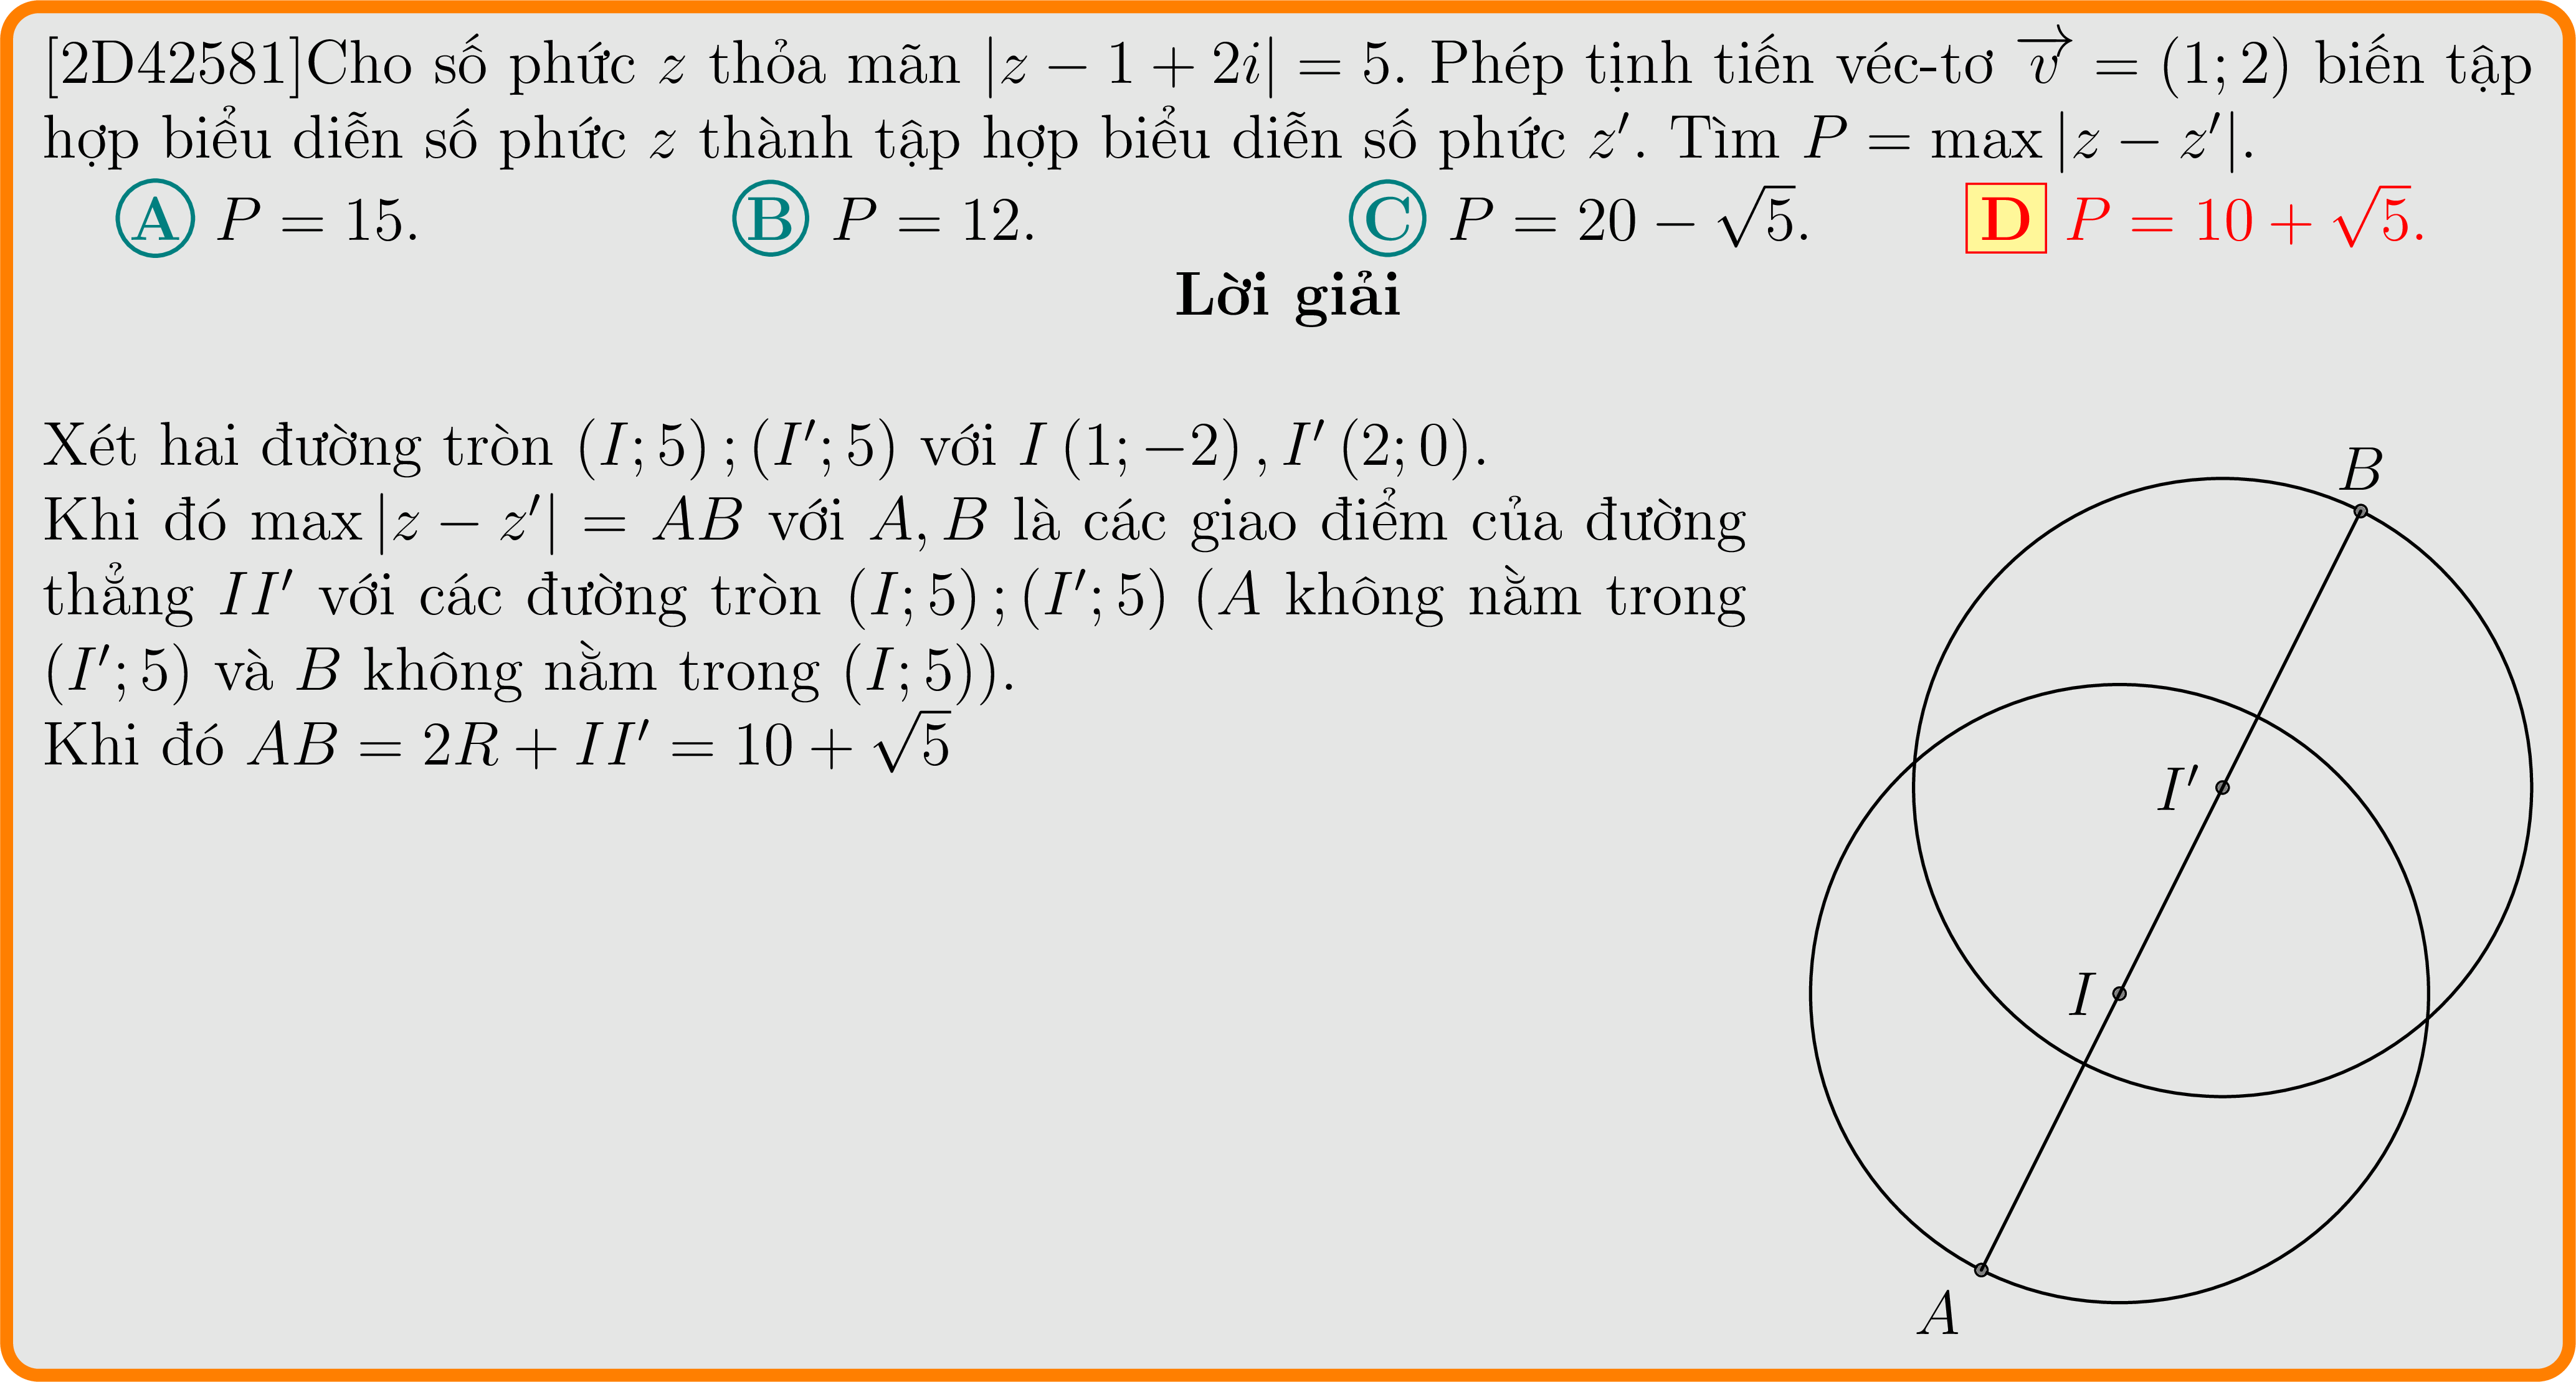 [2D42581]Cho số phức z thỏa mãn |z − 1 + 2i| = 5. Phép tịnh tiến véc-tơ v⃗ = (1; 2) biến tập
hợp biểu diễn số phức z thành tập hợp biểu diễn số phức z′. Tìm P = max |z − z′|.
A P = 15. B P = 12. C P = 20 − √5. D P = 10 + √5.
Lời giải
Xét hai đường tròn (I; 5) ; (I′; 5) với I (1; −2) , I′ (2; 0).
Khi đó max |z − z′| = AB với A, B là các giao điểm của đường
thẳng II′ với các đường tròn (I; 5) ; (I′; 5) (A không nằm trong
(I′; 5) và B không nằm trong (I; 5)).
Khi đó AB = 2R + II′ = 10 + √5
B
I′
I
A